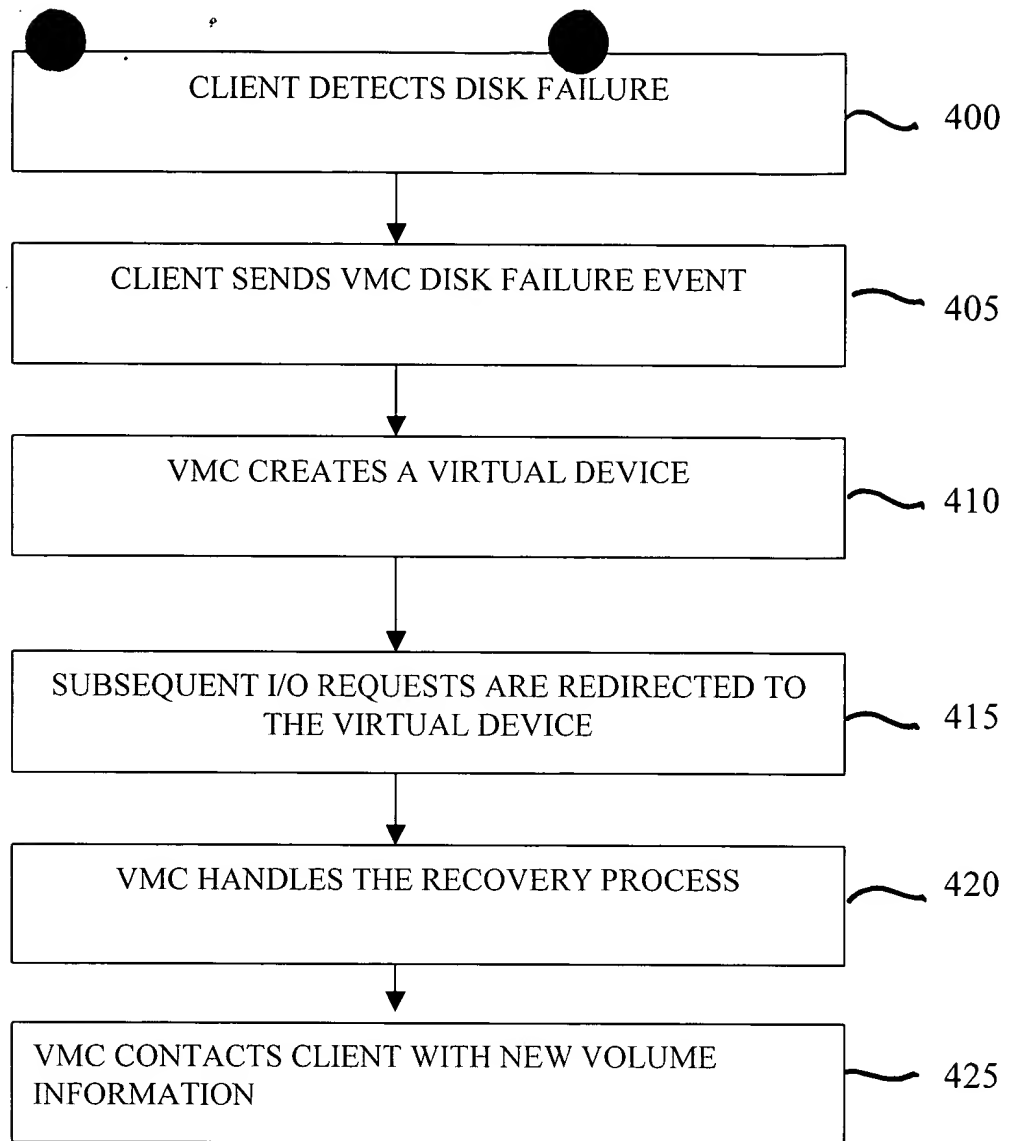 CLIENT DETECTS DISK FAILURE
400
CLIENT SENDS VMC DISK FAILURE EVENT
405
VMC CREATES A VIRTUAL DEVICE
410
SUBSEQUENT I/O REQUESTS ARE REDIRECTED TO
THE VIRTUAL DEVICE
415
VMC HANDLES THE RECOVERY PROCESS
420
VMC CONTACTS CLIENT WITH NEW VOLUME
INFORMATION
425